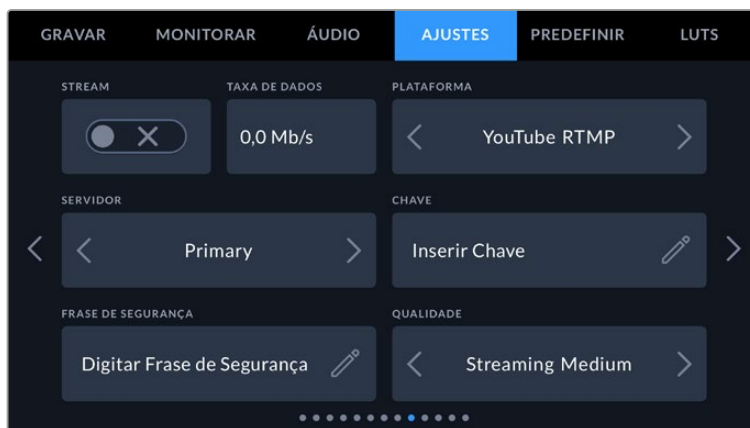 GRAVAR MONITORAR ÁUDIO AJUSTES PREDEFINIR LUTS
STREAM TAXA DE DADOS PLATAFORMA
0,0 Mb/s YouTube RTMP
SERVIDOR CHAVE
Primary Inserir Chave
FRASE DE SEGURANÇA QUALIDADE
Digitar Frase de Segurança Streaming Medium